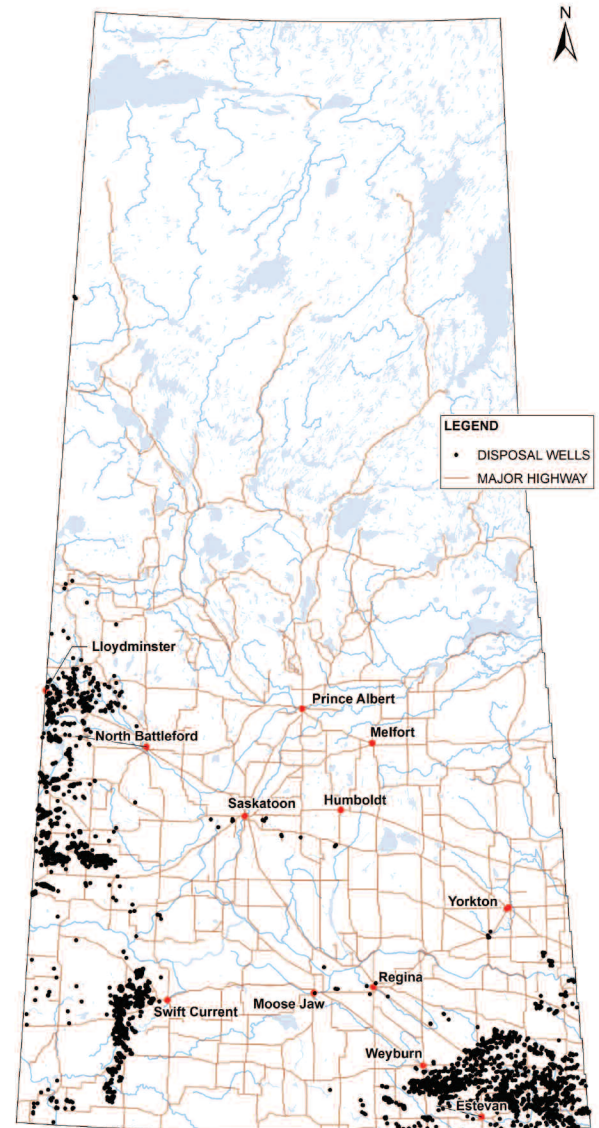 N
LEGEND
DISPOSAL WELLS
MAJOR HIGHWAY
Lloydminster
Prince Albert
North Battleford
Melfort
Saskatoon
Humboldt
Yorkton
Regina
Moose Jaw
Swift Current
Weyburn
Estevan